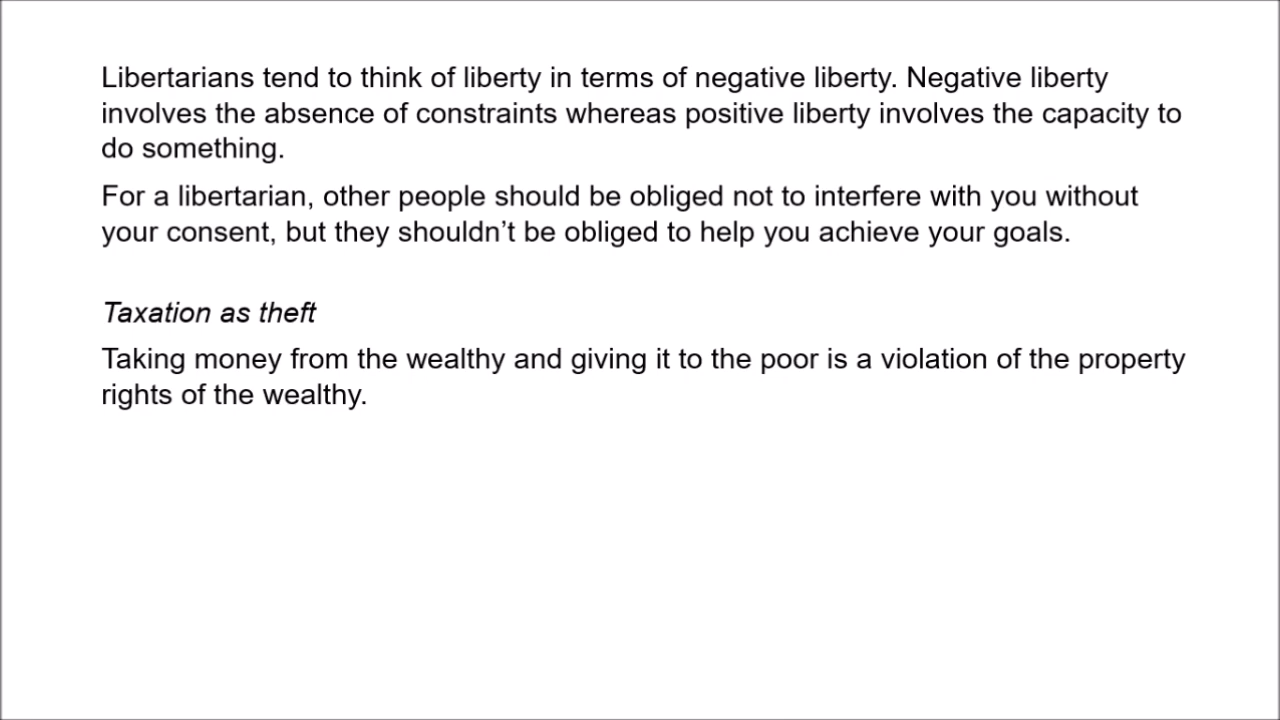 Libertarians tend to think of liberty in terms of negative liberty. Negative liberty
involves the absence of constraints whereas positive liberty involves the capacity to
do something.
For a libertarian, other people should be obliged not to interfere with you without
your consent, but they shouldn’t be obliged to help you achieve your goals.
Taxation as theft
Taking money from the wealthy and giving it to the poor is a violation of the property
rights of the wealthy.